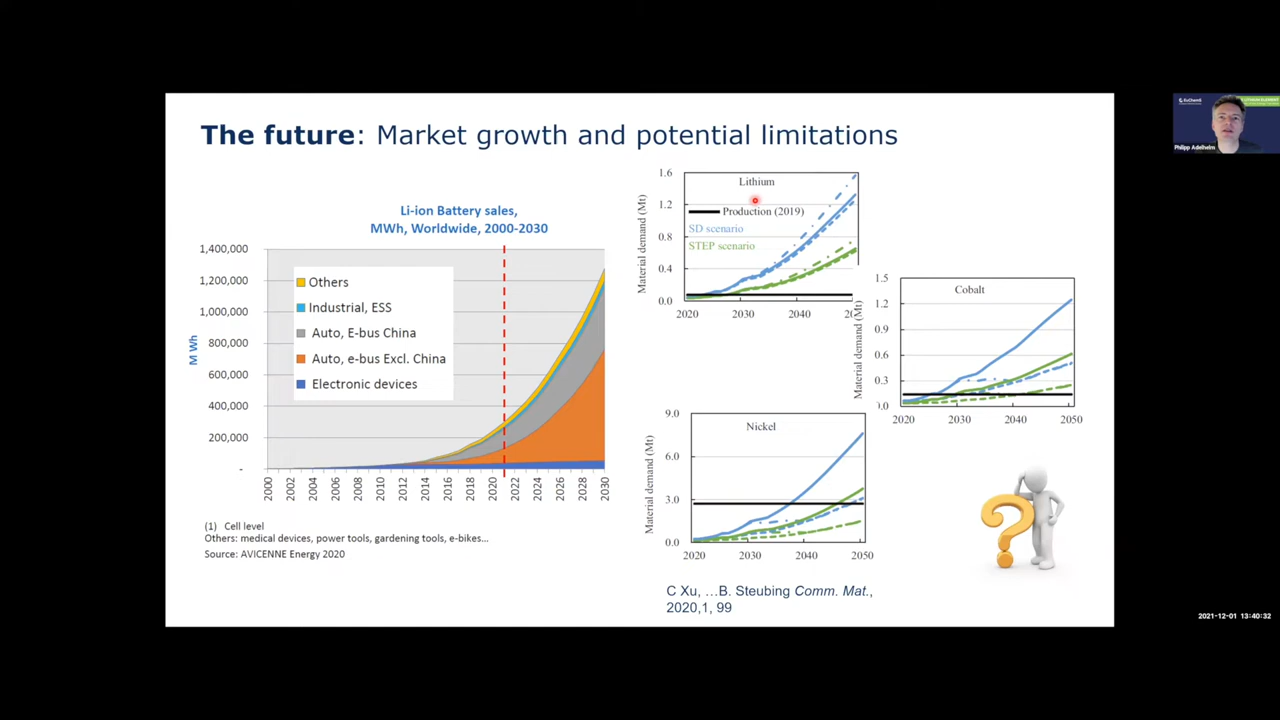 The future: Market growth and potential limitations
Li-ion Battery sales,
MWh, Worldwide, 2000-2030
1,400,000
1,200,000
1,000,000
800,000
600,000
400,000
200,000
-
M Wh
Others
Industrial, ESS
Auto, E-bus China
Auto, e-bus Excl. China
Electronic devices
2000
2002
2004
2006
2008
2010
2012
2014
2016
2018
2020
2022
2024
2026
2028
2030
(1) Cell level
Others: medical devices, power tools, gardening tools, e-bikes...
Source: AVICENNE Energy 2020
Material demand (Mt)
1.6
1.2
0.8
0.4
0.0
Lithium
Production (2019)
SD scenario
STEP scenario
2020
2030
2040
Material demand (Mt)
1.5
1.2
0.9
0.6
0.3
Cobalt
2020
2030
2040
2050
Material demand (Mt)
9.0
6.0
3.0
0.0
Nickel
2020
2030
2040
2050
C Xu, …B. Steubing Comm. Mat.,
2020,1, 99
EuChemS
Philipp Adelhelm
2021-12-01 13:40:32